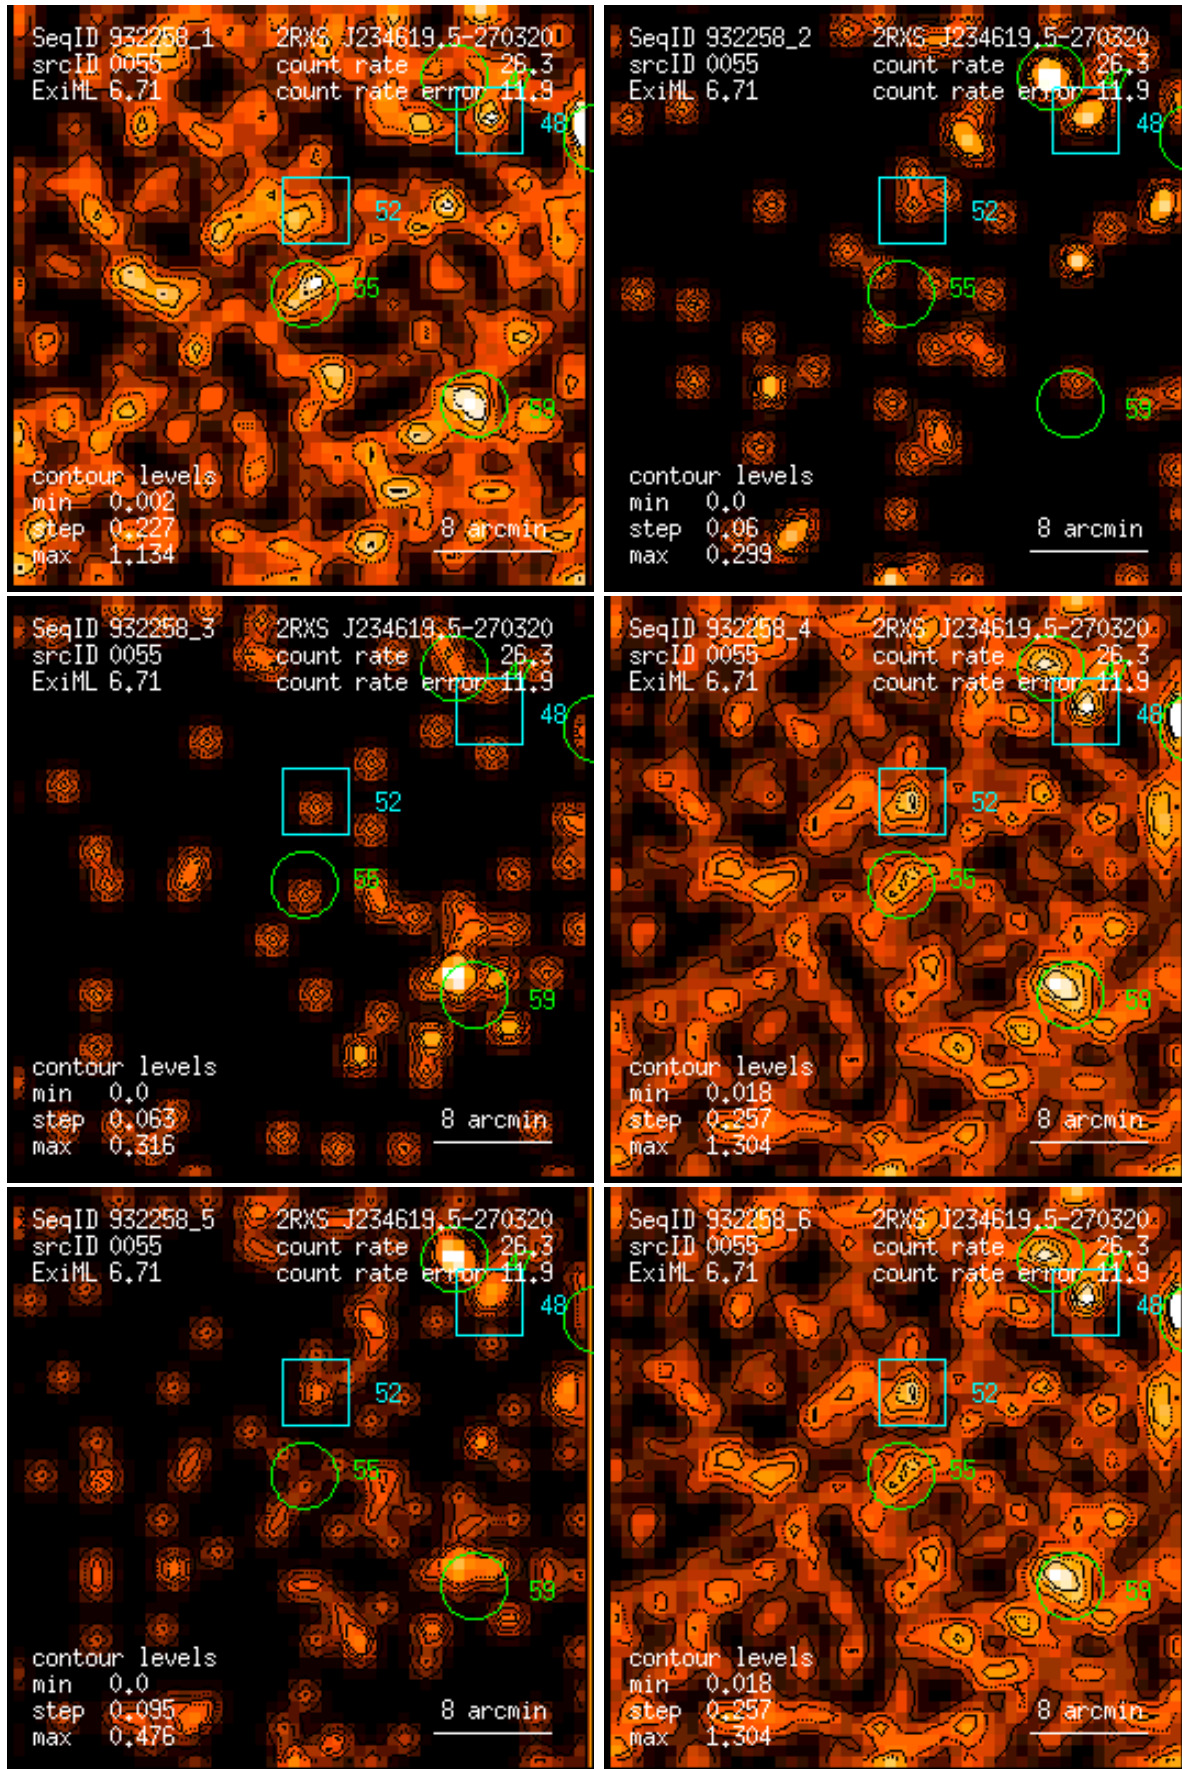 SeqID 932258_1 2RXS J234619.5-270320
srcID 0055 count rate 26.3
47
ExiML 6.71 count rate error 11.9
48
52
55
59
contour levels
min 0.002
step 0.227 8 arcmin
max 1.134
SeqID 932258_2 2RXS J234619.5-270320
srcID 0055 count rate 26.3
47
ExiML 6.71 count rate error 11.9
48
52
55
59
contour levels
min 0.0
step 0.06 8 arcmin
max 0.299
SeqID 932258_3 2RXS J234619.5-270320
srcID 0055 count rate 26.3
47
ExiML 6.71 count rate error 11.9
48
52
55
59
contour levels
min 0.0
step 0.063 8 arcmin
max 0.316
SeqID 932258_4 2RXS J234619.5-270320
srcID 0055 count rate 26.3
47
ExiML 6.71 count rate error 11.9
48
52
55
59
contour levels
min 0.018
step 0.257 8 arcmin
max 1.304
SeqID 932258_5 2RXS J234619.5-270320
srcID 0055 count rate 26.3
47
ExiML 6.71 count rate error 11.9
48
52
55
59
contour levels
min 0.0
step 0.095 8 arcmin
max 0.476
SeqID 932258_6 2RXS J234619.5-270320
srcID 0055 count rate 26.3
47
ExiML 6.71 count rate error 11.9
48
52
55
59
contour levels
min 0.018
step 0.257 8 arcmin
max 1.304